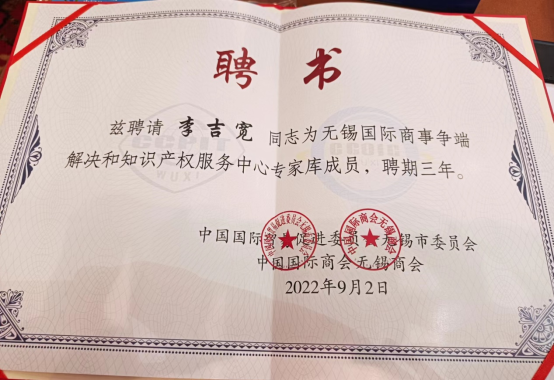 聘书
兹聘请 李吉宽 同志为无锡国际商事争端
解决和知识产权服务中心专家库成员，聘期三年。
中国国际贸易促进委员会无锡市委员会
中国国际商会无锡商会
2022年9月2日
WUXI